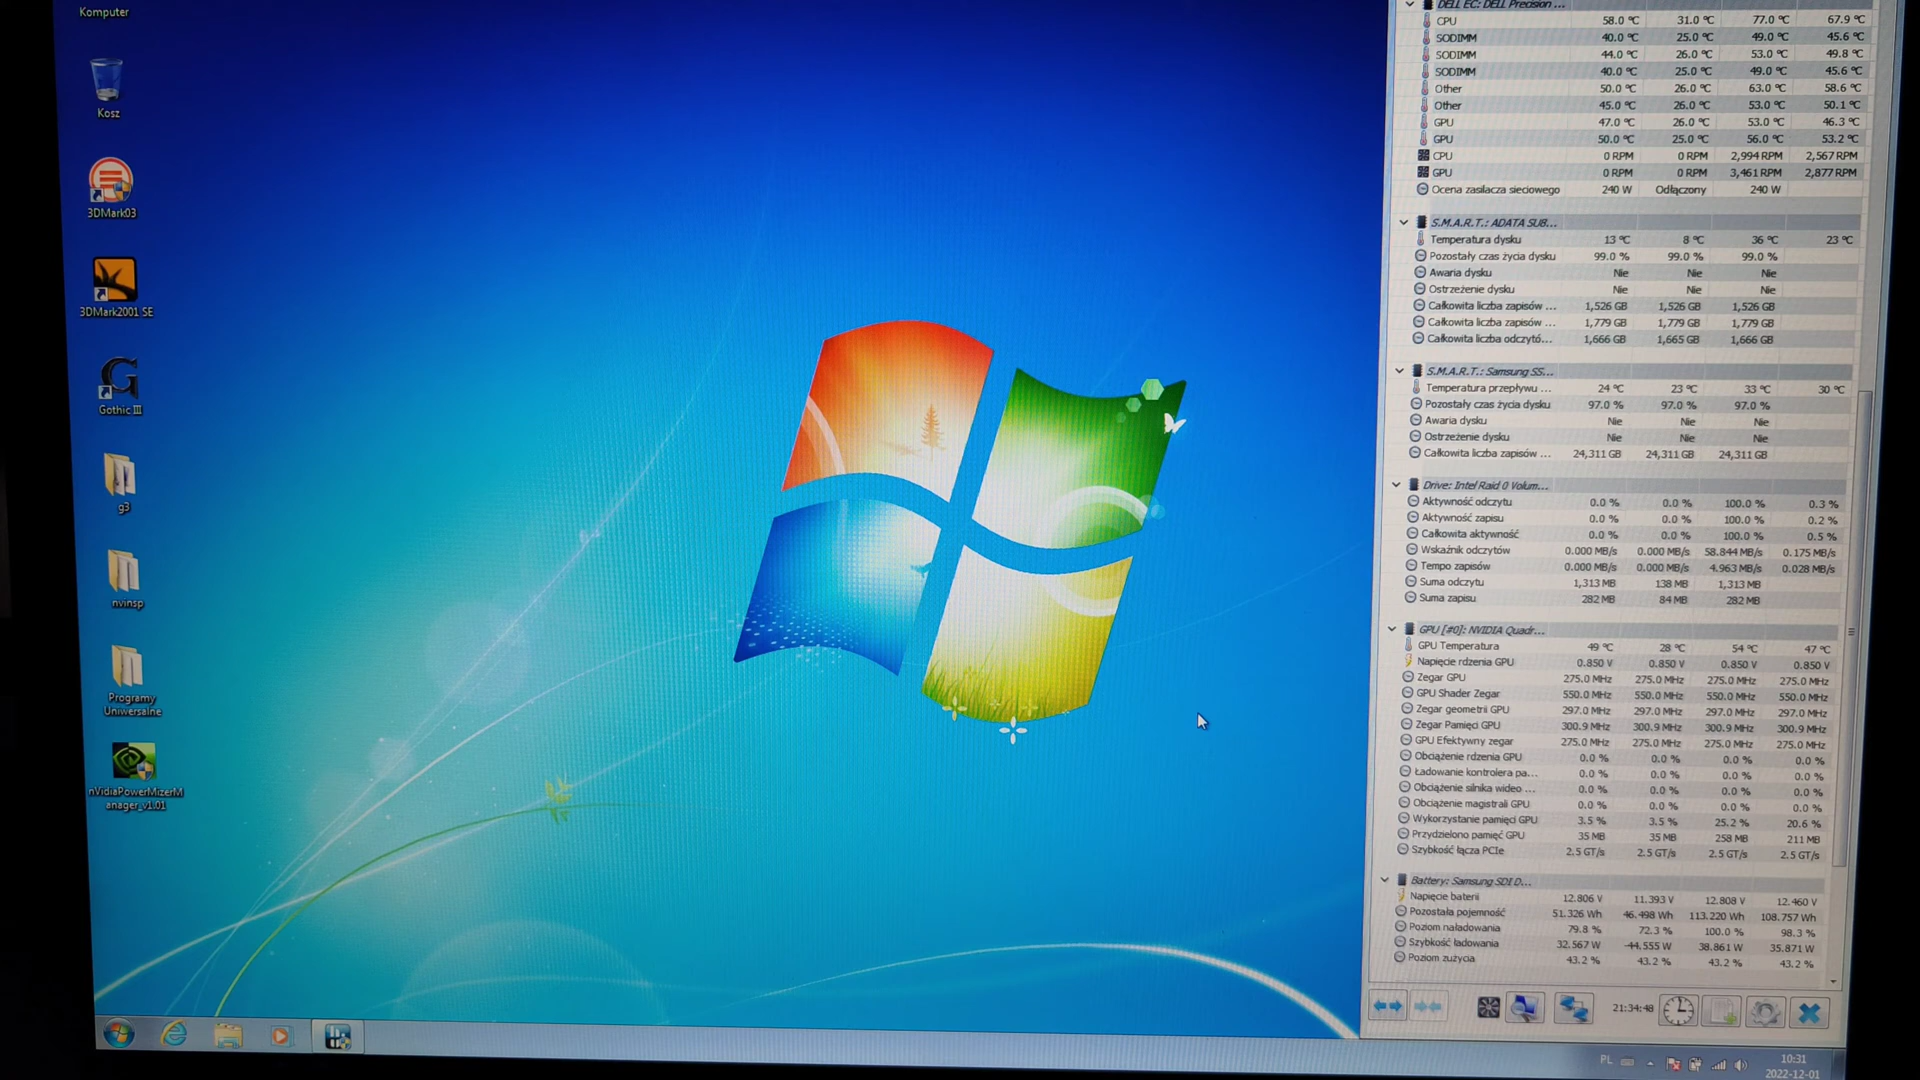 Komputer
Kosz
3DMark03
3DMark2001 SE
Gothic III
g3
nvinsp
Programy
Uniwersalne
nVidiaPowerMizerM
anager_v1.01
DELL EC: DELL Precision ...
CPU 58.0 °C 31.0 °C 77.0 °C 67.9 °C
SODIMM 40.0 °C 25.0 °C 49.0 °C 45.6 °C
SODIMM 44.0 °C 26.0 °C 53.0 °C 49.8 °C
SODIMM 40.0 °C 25.0 °C 49.0 °C 45.6 °C
Other 50.0 °C 26.0 °C 63.0 °C 58.6 °C
Other 45.0 °C 26.0 °C 53.0 °C 50.1 °C
GPU 47.0 °C 26.0 °C 53.0 °C 46.3 °C
GPU 50.0 °C 25.0 °C 56.0 °C 53.2 °C
CPU 0 RPM 0 RPM 2,994 RPM 2,567 RPM
GPU 0 RPM 0 RPM 3,461 RPM 2,877 RPM
Ocena zasilacza sieciowego 240 W Odłączony 240 W
S.M.A.R.T.: ADATA SU8...
Temperatura dysku 13 °C 8 °C 36 °C 23 °C
Pozostały czas życia dysku 99.0 % 99.0 % 99.0 %
Awaria dysku Nie Nie Nie
Ostrzeżenie dysku Nie Nie Nie
Całkowita liczba zapisów ... 1,526 GB 1,526 GB 1,526 GB
Całkowita liczba zapisów ... 1,779 GB 1,779 GB 1,779 GB
Całkowita liczba odczytó... 1,666 GB 1,665 GB 1,666 GB
S.M.A.R.T.: Samsung SS...
Temperatura przepływu ... 24 °C 23 °C 33 °C 30 °C
Pozostały czas życia dysku 97.0 % 97.0 % 97.0 %
Awaria dysku Nie Nie Nie
Ostrzeżenie dysku Nie Nie Nie
Całkowita liczba zapisów ... 24,311 GB 24,311 GB 24,311 GB
Drive: Intel Raid 0 Volum...
Aktywność odczytu 0.0 % 0.0 % 100.0 % 0.3 %
Aktywność zapisu 0.0 % 0.0 % 100.0 % 0.2 %
Całkowita aktywność 0.0 % 0.0 % 100.0 % 0.5 %
Wskaźnik odczytów 0.000 MB/s 0.000 MB/s 58.844 MB/s 0.175 MB/s
Tempo zapisów 0.000 MB/s 0.000 MB/s 4.963 MB/s 0.028 MB/s
Suma odczytu 1,313 MB 138 MB 1,313 MB
Suma zapisu 282 MB 84 MB 282 MB
GPU [#0]: NVIDIA Quadr...
GPU Temperatura 49 °C 28 °C 54 °C 47 °C
Napięcie rdzenia GPU 0.850 V 0.850 V 0.850 V 0.850 V
Zegar GPU 275.0 MHz 275.0 MHz 275.0 MHz 275.0 MHz
GPU Shader Zegar 550.0 MHz 550.0 MHz 550.0 MHz 550.0 MHz
Zegar geometrii GPU 297.0 MHz 297.0 MHz 297.0 MHz 297.0 MHz
Zegar Pamięci GPU 300.9 MHz 300.9 MHz 300.9 MHz 300.9 MHz
GPU Efektywny zegar 275.0 MHz 275.0 MHz 275.0 MHz 275.0 MHz
Obciążenie rdzenia GPU 0.0 % 0.0 % 0.0 % 0.0 %
Ładowanie kontrolera pa... 0.0 % 0.0 % 0.0 % 0.0 %
Obciążenie silnika wideo ... 0.0 % 0.0 % 0.0 % 0.0 %
Obciążenie magistrali GPU 0.0 % 0.0 % 0.0 % 0.0 %
Wykorzystanie pamięci GPU 3.5 % 3.5 % 25.2 % 20.6 %
Przydzielono pamięć GPU 35 MB 35 MB 258 MB 211 MB
Szybkość łącza PCIe 2.5 GT/s 2.5 GT/s 2.5 GT/s 2.5 GT/s
Battery: Samsung SDI D...
Napięcie baterii 12.806 V 11.393 V 12.808 V 12.460 V
Pozostała pojemność 51.326 Wh 46.498 Wh 113.220 Wh 108.757 Wh
Poziom naładowania 79.8 % 72.3 % 100.0 % 98.3 %
Szybkość ładowania 32.567 W -44.555 W 38.861 W 35.871 W
Poziom zużycia 43.2 % 43.2 % 43.2 % 43.2 %
21:34:48
PL
10:31
2022-12-01